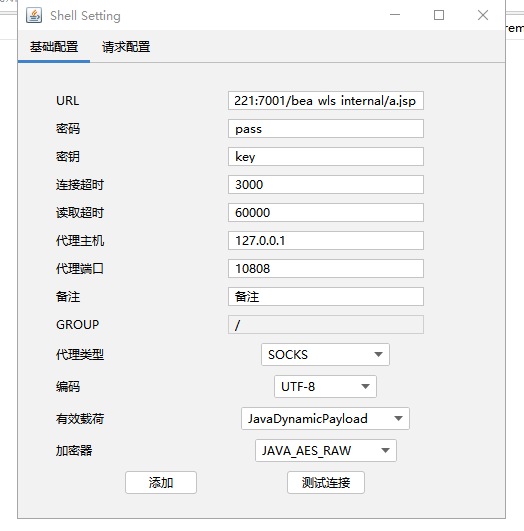 Shell Setting
rem
基础配置 请求配置
URL 221:7001/bea wls internal/a.jsp
密码 pass
密钥 key
连接超时 3000
读取超时 60000
代理主机 127.0.0.1
代理端口 10808
备注 备注
GROUP /
代理类型 SOCKS
编码 UTF-8
有效载荷 JavaDynamicPayload
加密器 JAVA_AES_RAW
添加 测试连接